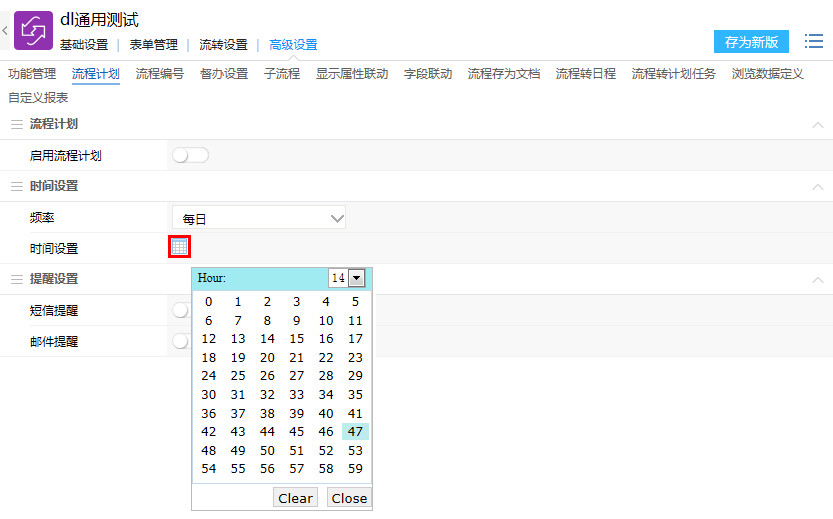 dl通用测试
基础设置 | 表单管理 | 流转设置 | 高级设置
存为新版
功能管理 流程计划 流程编号 督办设置 子流程 显示属性联动 字段联动 流程存为文档 流程转日程 流程转计划任务 浏览数据定义
自定义报表
流程计划
启用流程计划
时间设置
频率 每日
时间设置
提醒设置
短信提醒
邮件提醒
Hour: 14
0 1 2 3 4 5
6 7 8 9 10 11
12 13 14 15 16 17
18 19 20 21 22 23
24 25 26 27 28 29
30 31 32 33 34 35
36 37 38 39 40 41
42 43 44 45 46 47
48 49 50 51 52 53
54 55 56 57 58 59
Clear Close